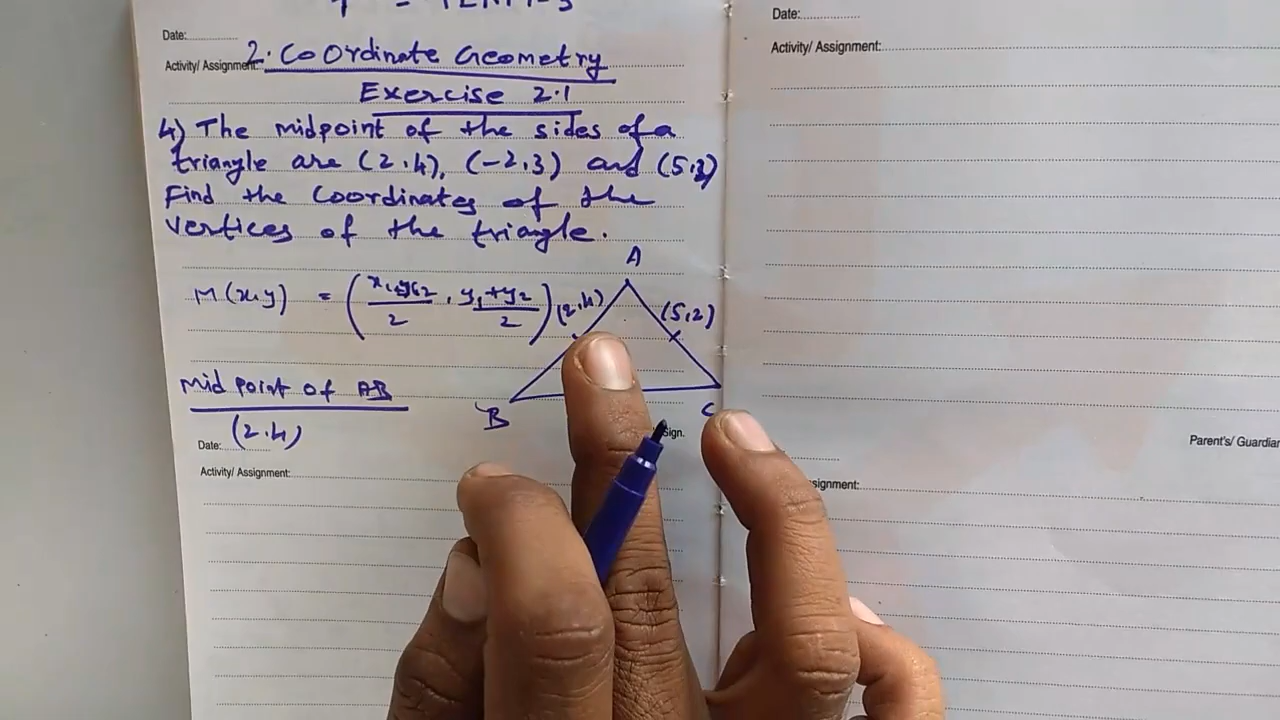 Date:
Activity/ Assignment:
2. Coordinate Geometry
Exercise 2.1
4) The midpoint of the sides of a
triangle are (2,4), (-2,3) and (5,2)
Find the coordinates of the
vertices of the triangle.
M(x,y) = (
2
, y₁+y₂
2
)
(2,4)
A
(5,2)
B
C
Mid point of AB
(2,4)
Sign.
Date:
Activity/ Assignment:
Date:
Activity/ Assignment:
Parent's/ Guardian
signment: